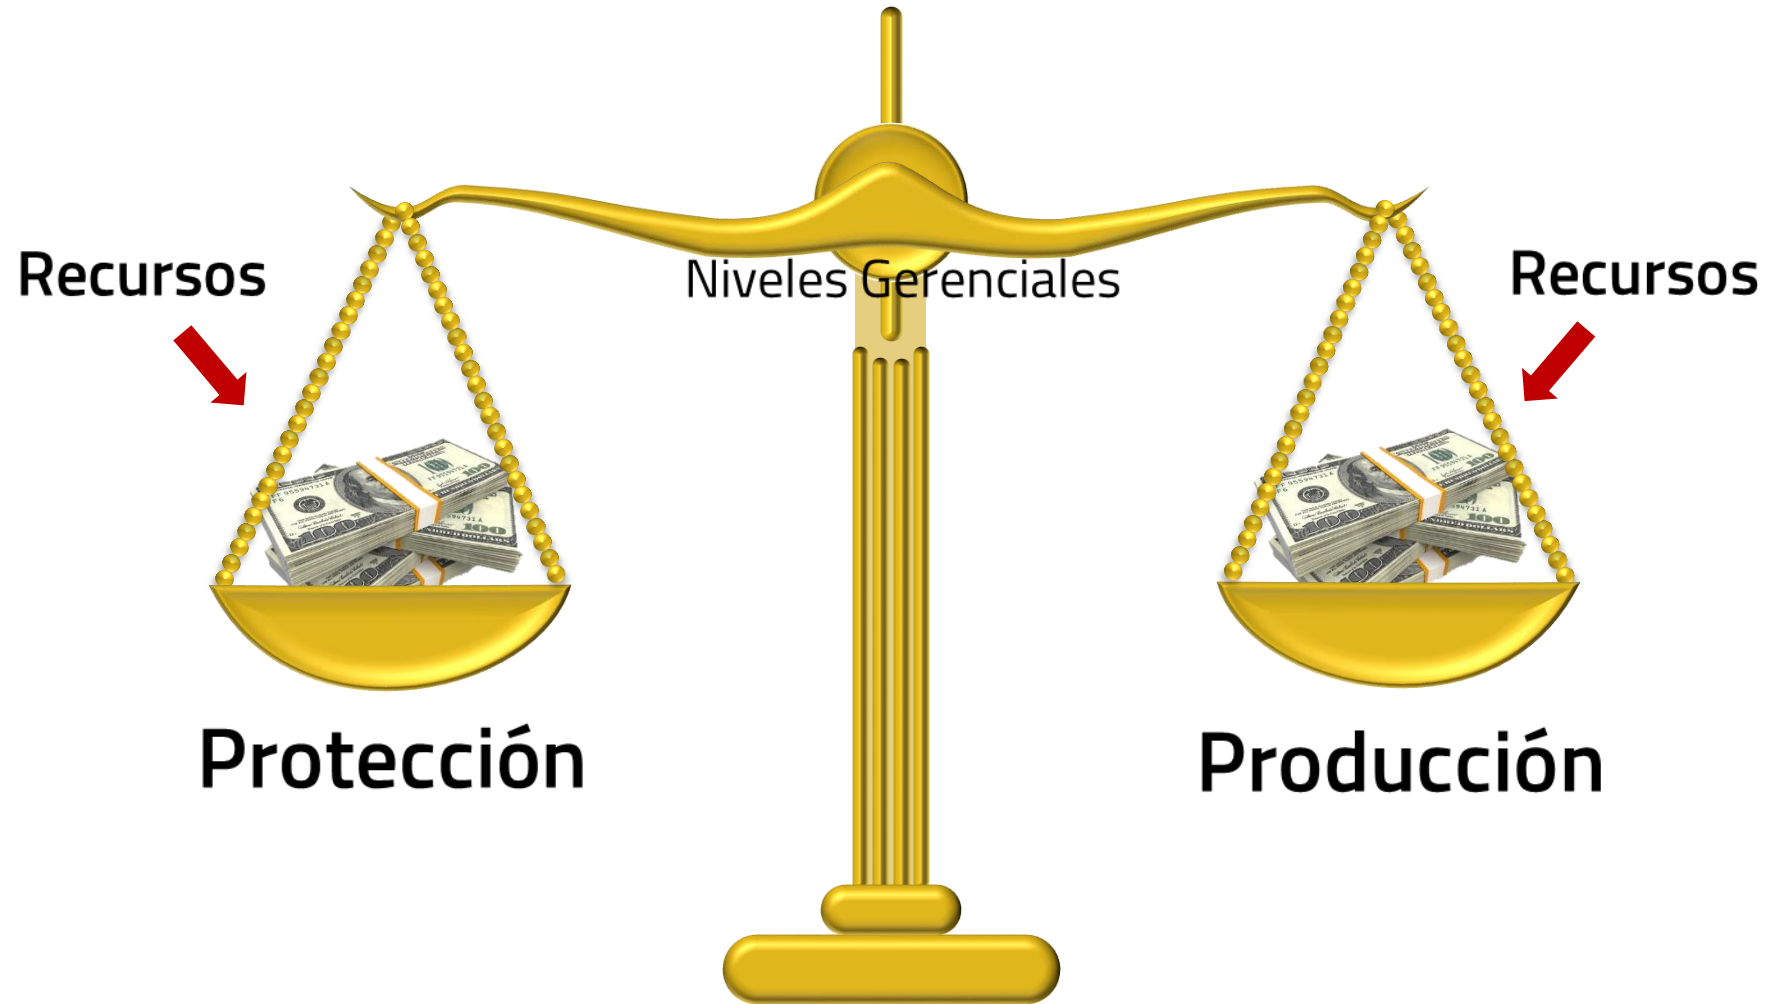 Niveles Gerenciales
Recursos
Recursos
Protección
Producción